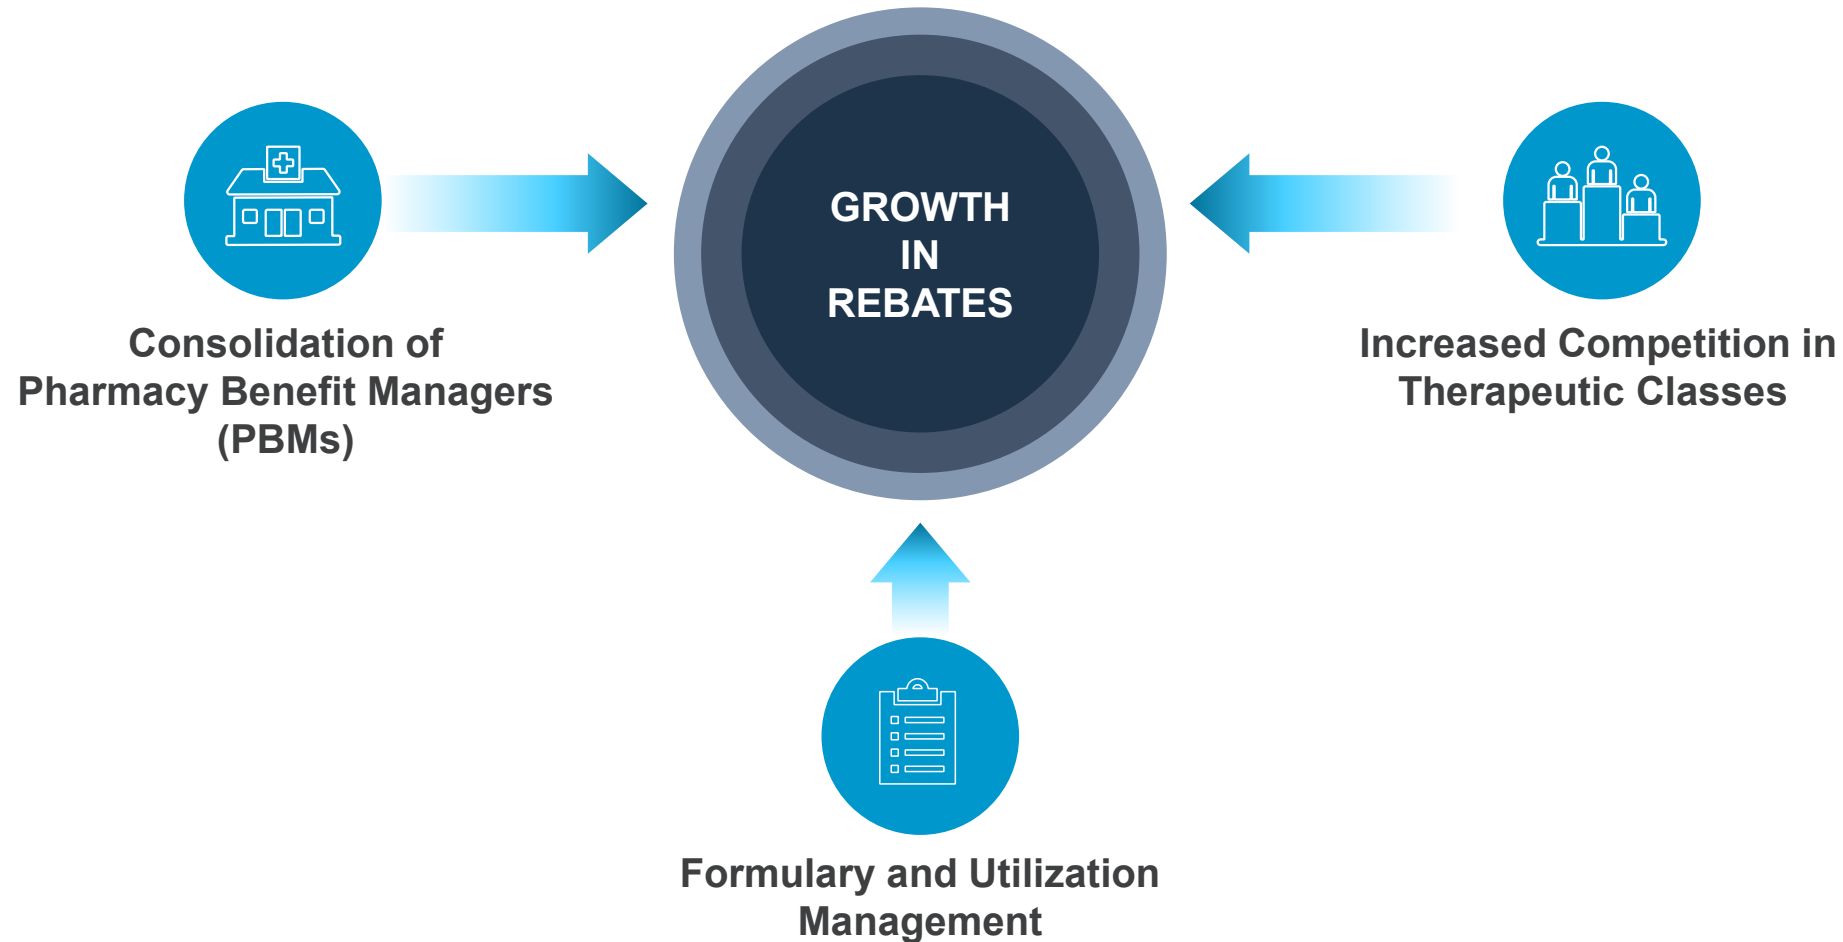 GROWTH
IN
REBATES
Consolidation of
Pharmacy Benefit Managers
(PBMs)
Increased Competition in
Therapeutic Classes
Formulary and Utilization
Management